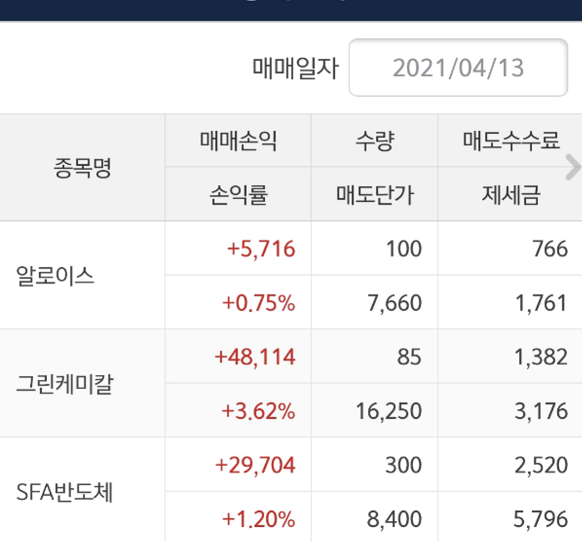 매매일자 2021/04/13
종목명 매매손익 수량 매도수수료
손익률 매도단가 제세금
알로이스 +5,716 100 766
+0.75% 7,660 1,761
그린케미칼 +48,114 85 1,382
+3.62% 16,250 3,176
SFA반도체 +29,704 300 2,520
+1.20% 8,400 5,796